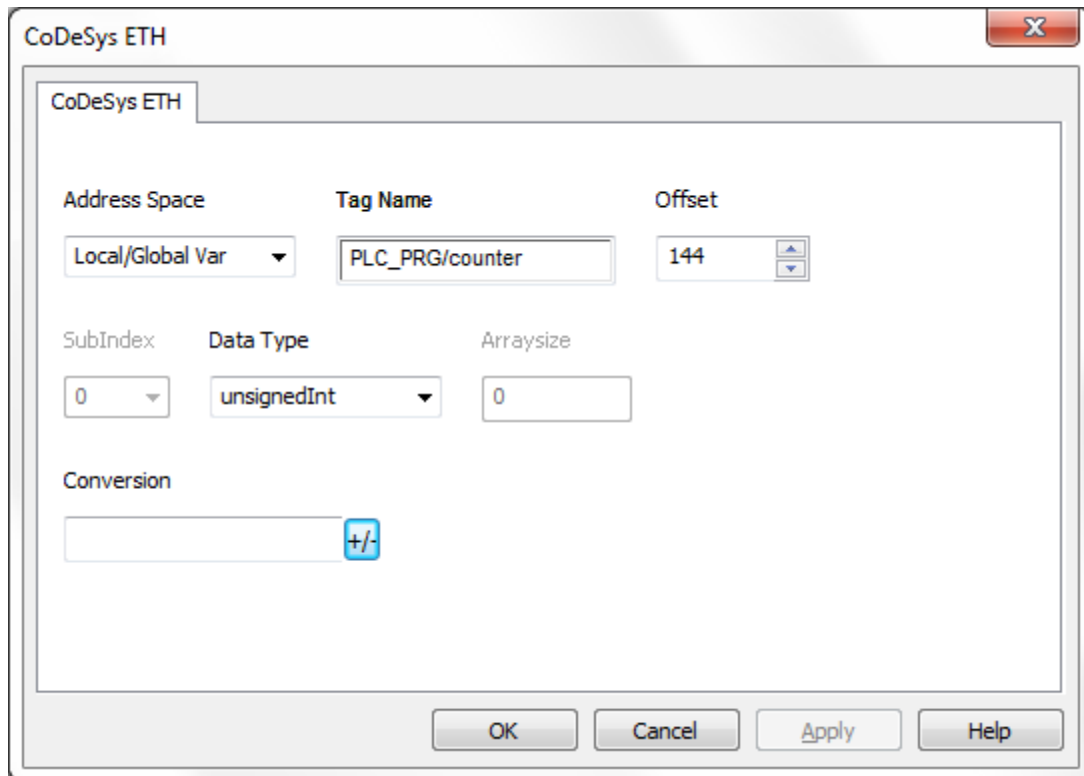 CoDeSys ETH
CoDeSys ETH
Address Space Tag Name Offset
Local/Global Var PLC_PRG/counter 144
SubIndex Data Type Arraysize
0 unsignedInt 0
Conversion
+/-
OK Cancel Apply Help